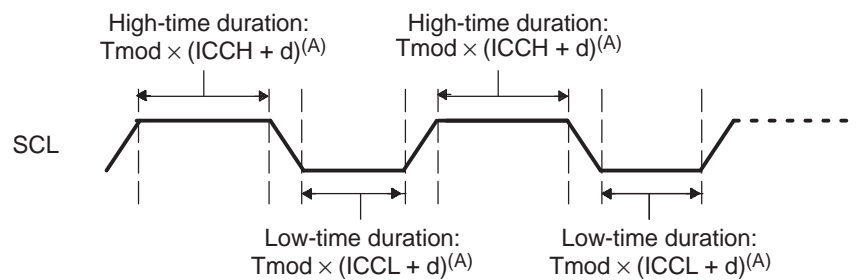 High-time duration:
Tmod × (ICCH + d)(A)
High-time duration:
Tmod × (ICCH + d)(A)
SCL
Low-time duration:
Tmod × (ICCL + d)(A)
Low-time duration:
Tmod × (ICCL + d)(A)